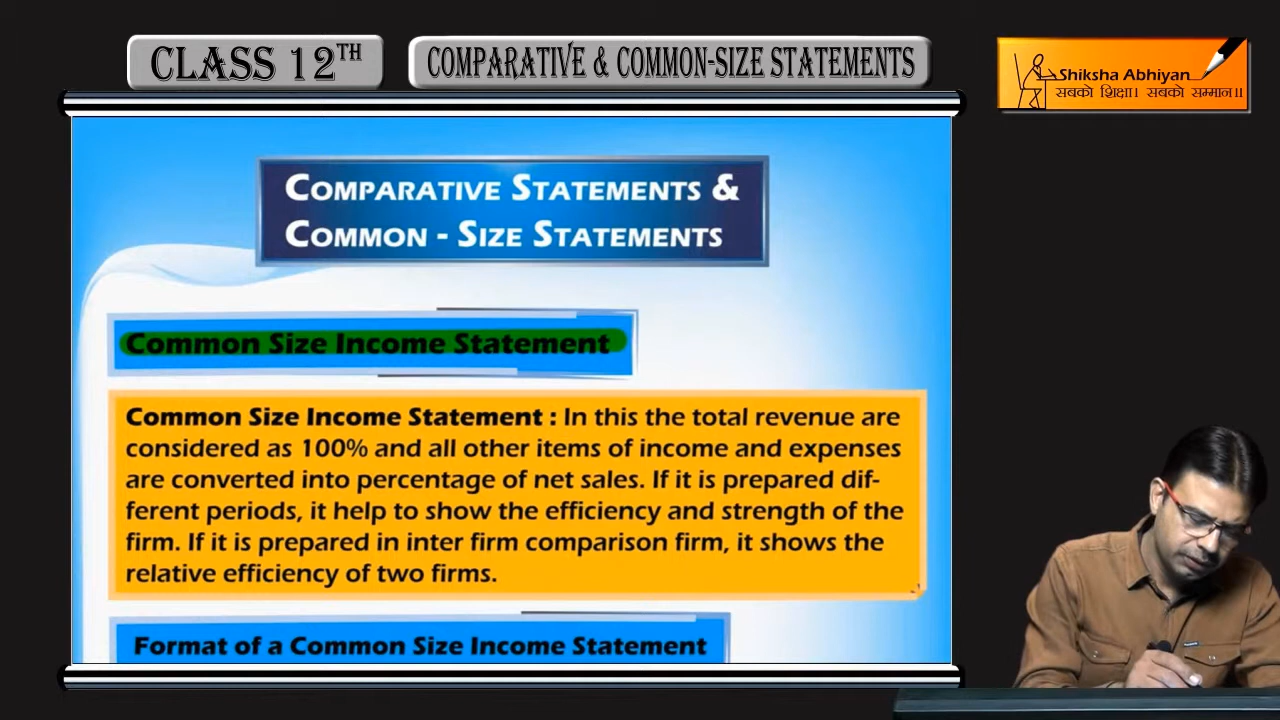 CLASS 12TH
COMPARATIVE & COMMON-SIZE STATEMENTS
Shiksha Abhiyan
सबको शिक्षा। सबको सम्मान॥
COMPARATIVE STATEMENTS &
COMMON - SIZE STATEMENTS
Common Size Income Statement
Common Size Income Statement : In this the total revenue are
considered as 100% and all other items of income and expenses
are converted into percentage of net sales. If it is prepared dif-
ferent periods, it help to show the efficiency and strength of the
firm. If it is prepared in inter firm comparison firm, it shows the
relative efficiency of two firms.
Format of a Common Size Income Statement